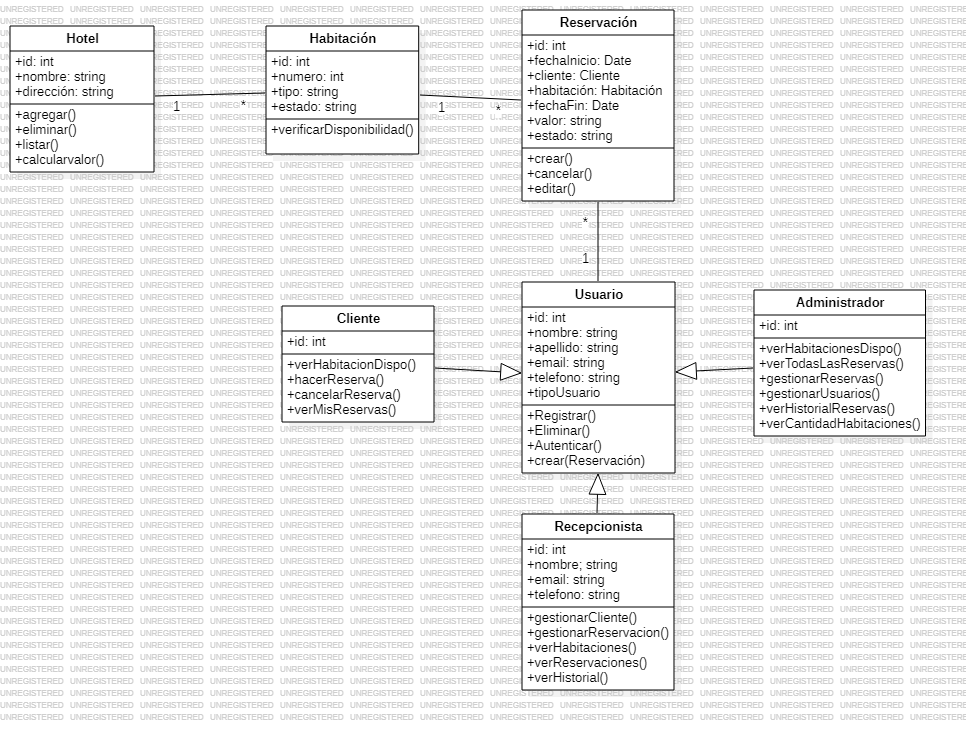 Hotel
+id: int
+nombre: string
+dirección: string
+agregar()
+eliminar()
+listar()
+calcularvalor()
1
*
Habitación
+id: int
+numero: int
+tipo: string
+estado: string
+verificarDisponibilidad()
1
*
Reservación
+id: int
+fechaInicio: Date
+cliente: Cliente
+habitación: Habitación
+fechaFin: Date
+valor: string
+estado: string
+crear()
+cancelar()
+editar()
*
1
Cliente
+id: int
+verHabitacionDispo()
+hacerReserva()
+cancelarReserva()
+verMisReservas()
Usuario
+id: int
+nombre: string
+apellido: string
+email: string
+telefono: string
+tipoUsuario
+Registrar()
+Eliminar()
+Autenticar()
+crear(Reservación)
Administrador
+id: int
+verHabitacionesDispo()
+verTodasLasReservas()
+gestionarReservas()
+gestionarUsuarios()
+verHistorialReservas()
+verCantidadHabitaciones()
Recepcionista
+id: int
+nombre; string
+email: string
+telefono: string
+gestionarCliente()
+gestionarReservacion()
+verHabitaciones()
+verReservaciones()
+verHistorial()
UNREGISTERED